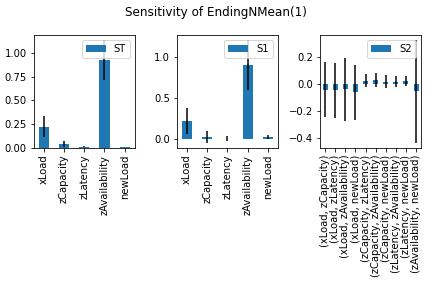 Sensitivity of EndingNMean(1)
ST
1.00
0.75
0.50
0.25
0.00
xLoad
zCapacity
zLatency
zAvailability
newLoad
S1
1.0
0.5
0.0
xLoad
zCapacity
zLatency
zAvailability
newLoad
S2
0.2
0.0
−0.2
−0.4
(xLoad, zCapacity)
(xLoad, zLatency)
(xLoad, zAvailability)
(xLoad, newLoad)
(zCapacity, zLatency)
(zCapacity, zAvailability)
(zCapacity, newLoad)
(zLatency, zAvailability)
(zLatency, newLoad)
(zAvailability, newLoad)